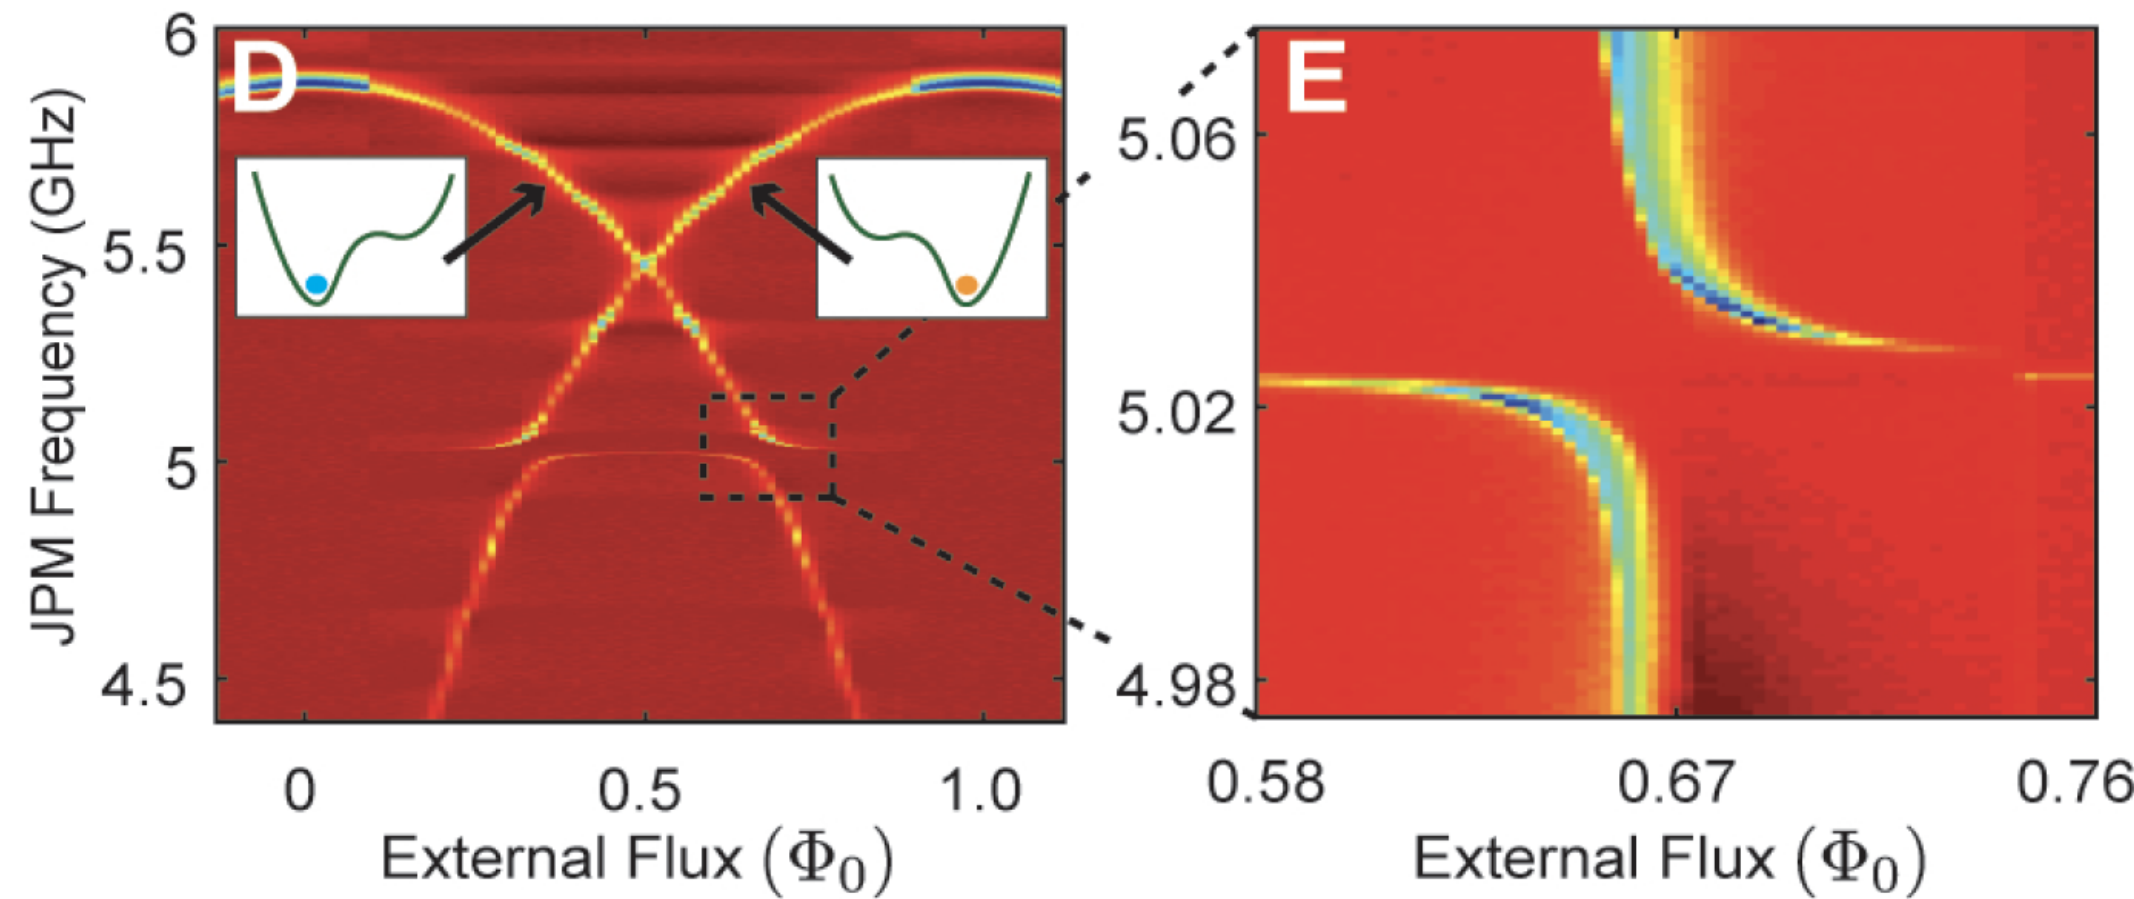 D
JPM Frequency (GHz)
6
5.5
5
4.5
0 0.5 1.0
External Flux (Φ₀)
E
5.06
5.02
4.98
0.58 0.67 0.76
External Flux (Φ₀)